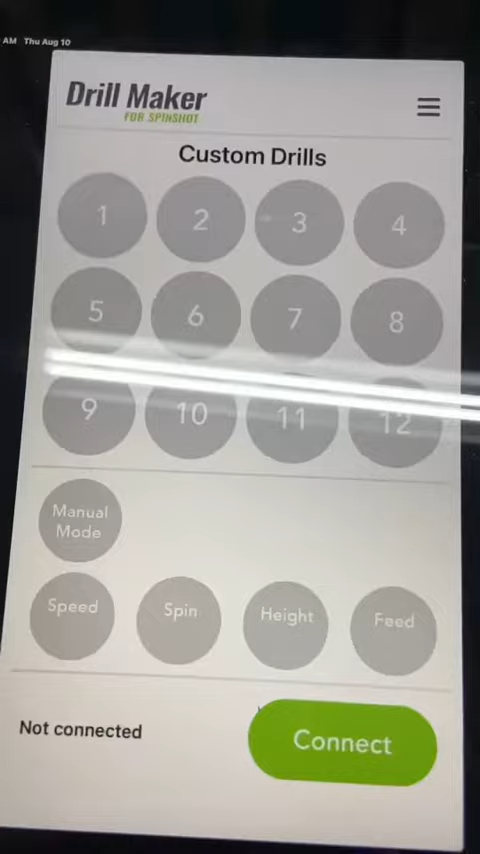 AM Thu Aug 10
Drill Maker
FOR SPINSHOT
Custom Drills
1 2 3 4
5 6 7 8
9 10 11 12
Manual
Mode
Speed Spin Height Feed
Not connected Connect